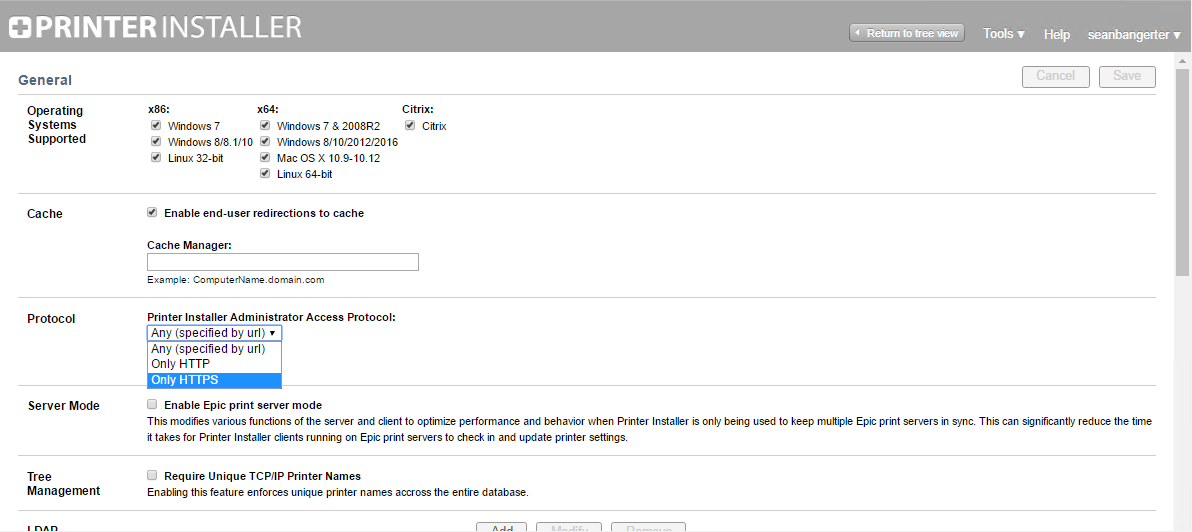 PRINTER INSTALLER
Return to tree view
Tools ▾
Help
seanbangerter ▾
General
Cancel
Save
Operating Systems Supported
x86:
x64:
Citrix:
Windows 7
Windows 7 & 2008R2
Citrix
Windows 8/8.1/10
Windows 8/10/2012/2016
Linux 32-bit
Mac OS X 10.9-10.12
Linux 64-bit
Cache
Enable end-user redirections to cache
Cache Manager:
Example: ComputerName.domain.com
Protocol
Printer Installer Administrator Access Protocol:
Any (specified by url) ▾
Any (specified by url)
Only HTTP
Only HTTPS
Server Mode
Enable Epic print server mode
This modifies various functions of the server and client to optimize performance and behavior when Printer Installer is only being used to keep multiple Epic print servers in sync. This can significantly reduce the time
it takes for Printer Installer clients running on Epic print servers to check in and update printer settings.
Tree Management
Require Unique TCP/IP Printer Names
Enabling this feature enforces unique printer names accross the entire database.
LDAP
Add
Modify
Remove